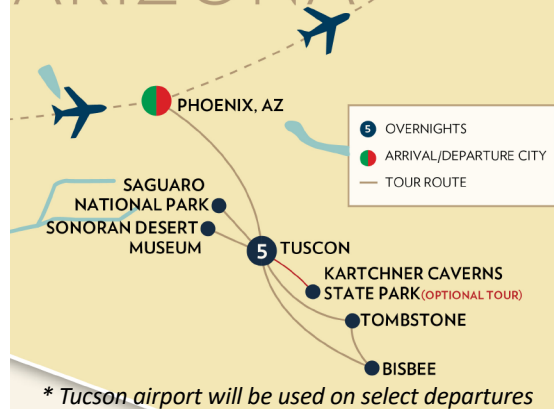 ARIZONA
PHOENIX, AZ
5 OVERNIGHTS
ARRIVAL/DEPARTURE CITY
TOUR ROUTE
SAGUARO
NATIONAL PARK
SONORAN DESERT
MUSEUM
5 TUSCON
KARTCHNER CAVERNS
STATE PARK (OPTIONAL TOUR)
TOMBSTONE
BISBEE
* Tucson airport will be used on select departures